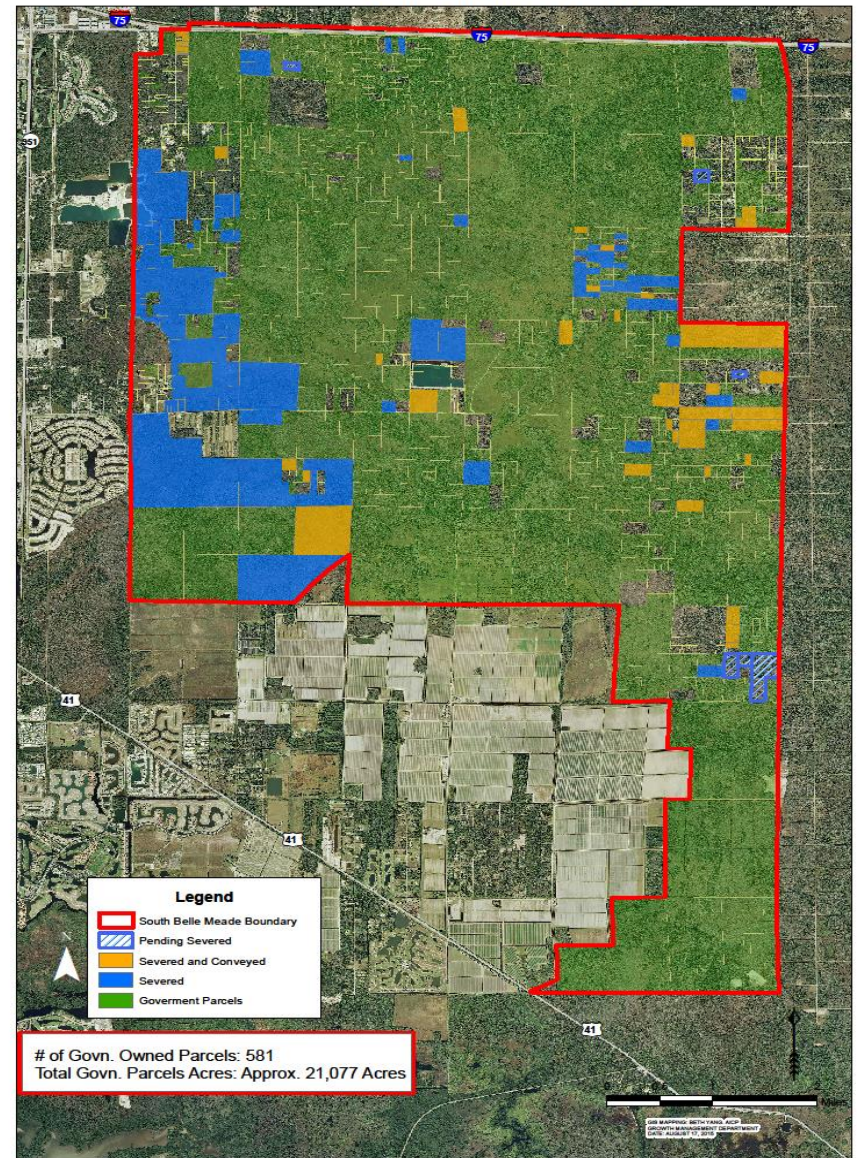 75
75
75
951
41
41
41
Legend
South Belle Meade Boundary
Pending Severed
Severed and Conveyed
Severed
Goverment Parcels
# of Govn. Owned Parcels: 581
Total Govn. Parcels Acres: Approx. 21,077 Acres
Miles
GIS MAPPING: BETH YANG, AICP
GROWTH MANAGEMENT DEPARTMENT